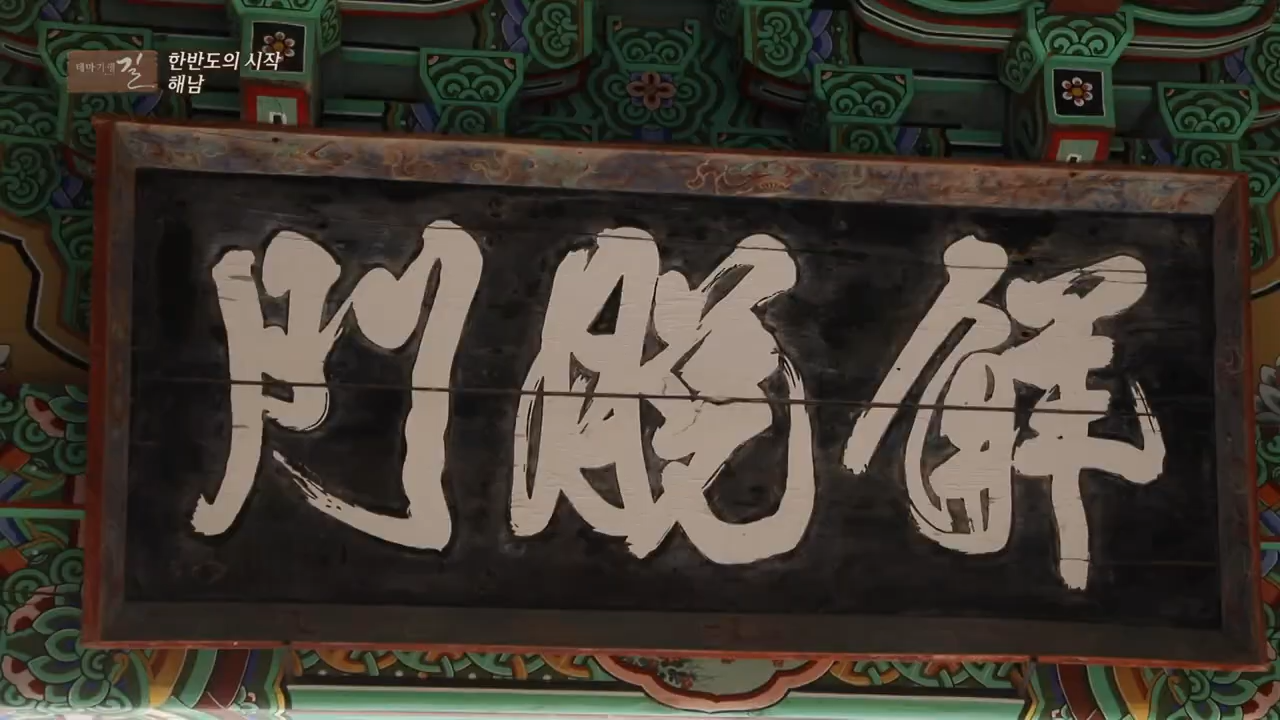 테마기행 길
한반도의 시작
해남
解脫門